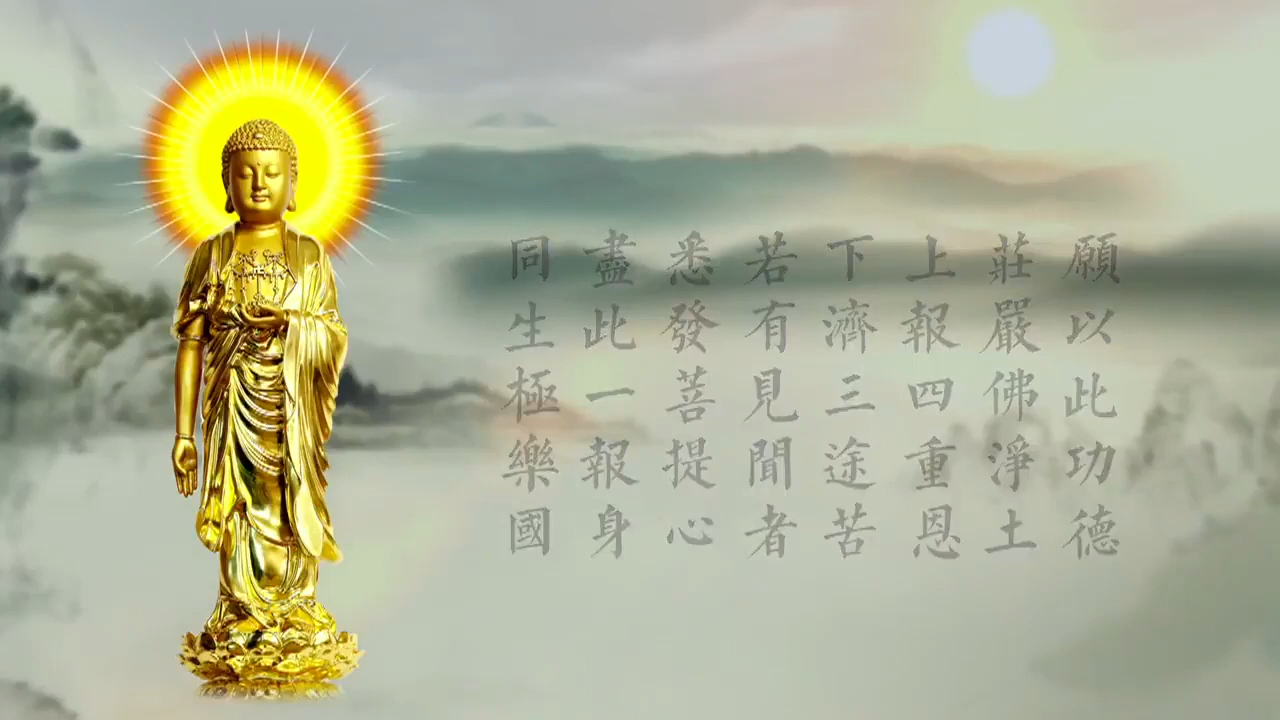 願以此功德
莊嚴佛淨土
上報四重恩
下濟三途苦
若有見聞者
悉發菩提心
盡此一報身
同生極樂國